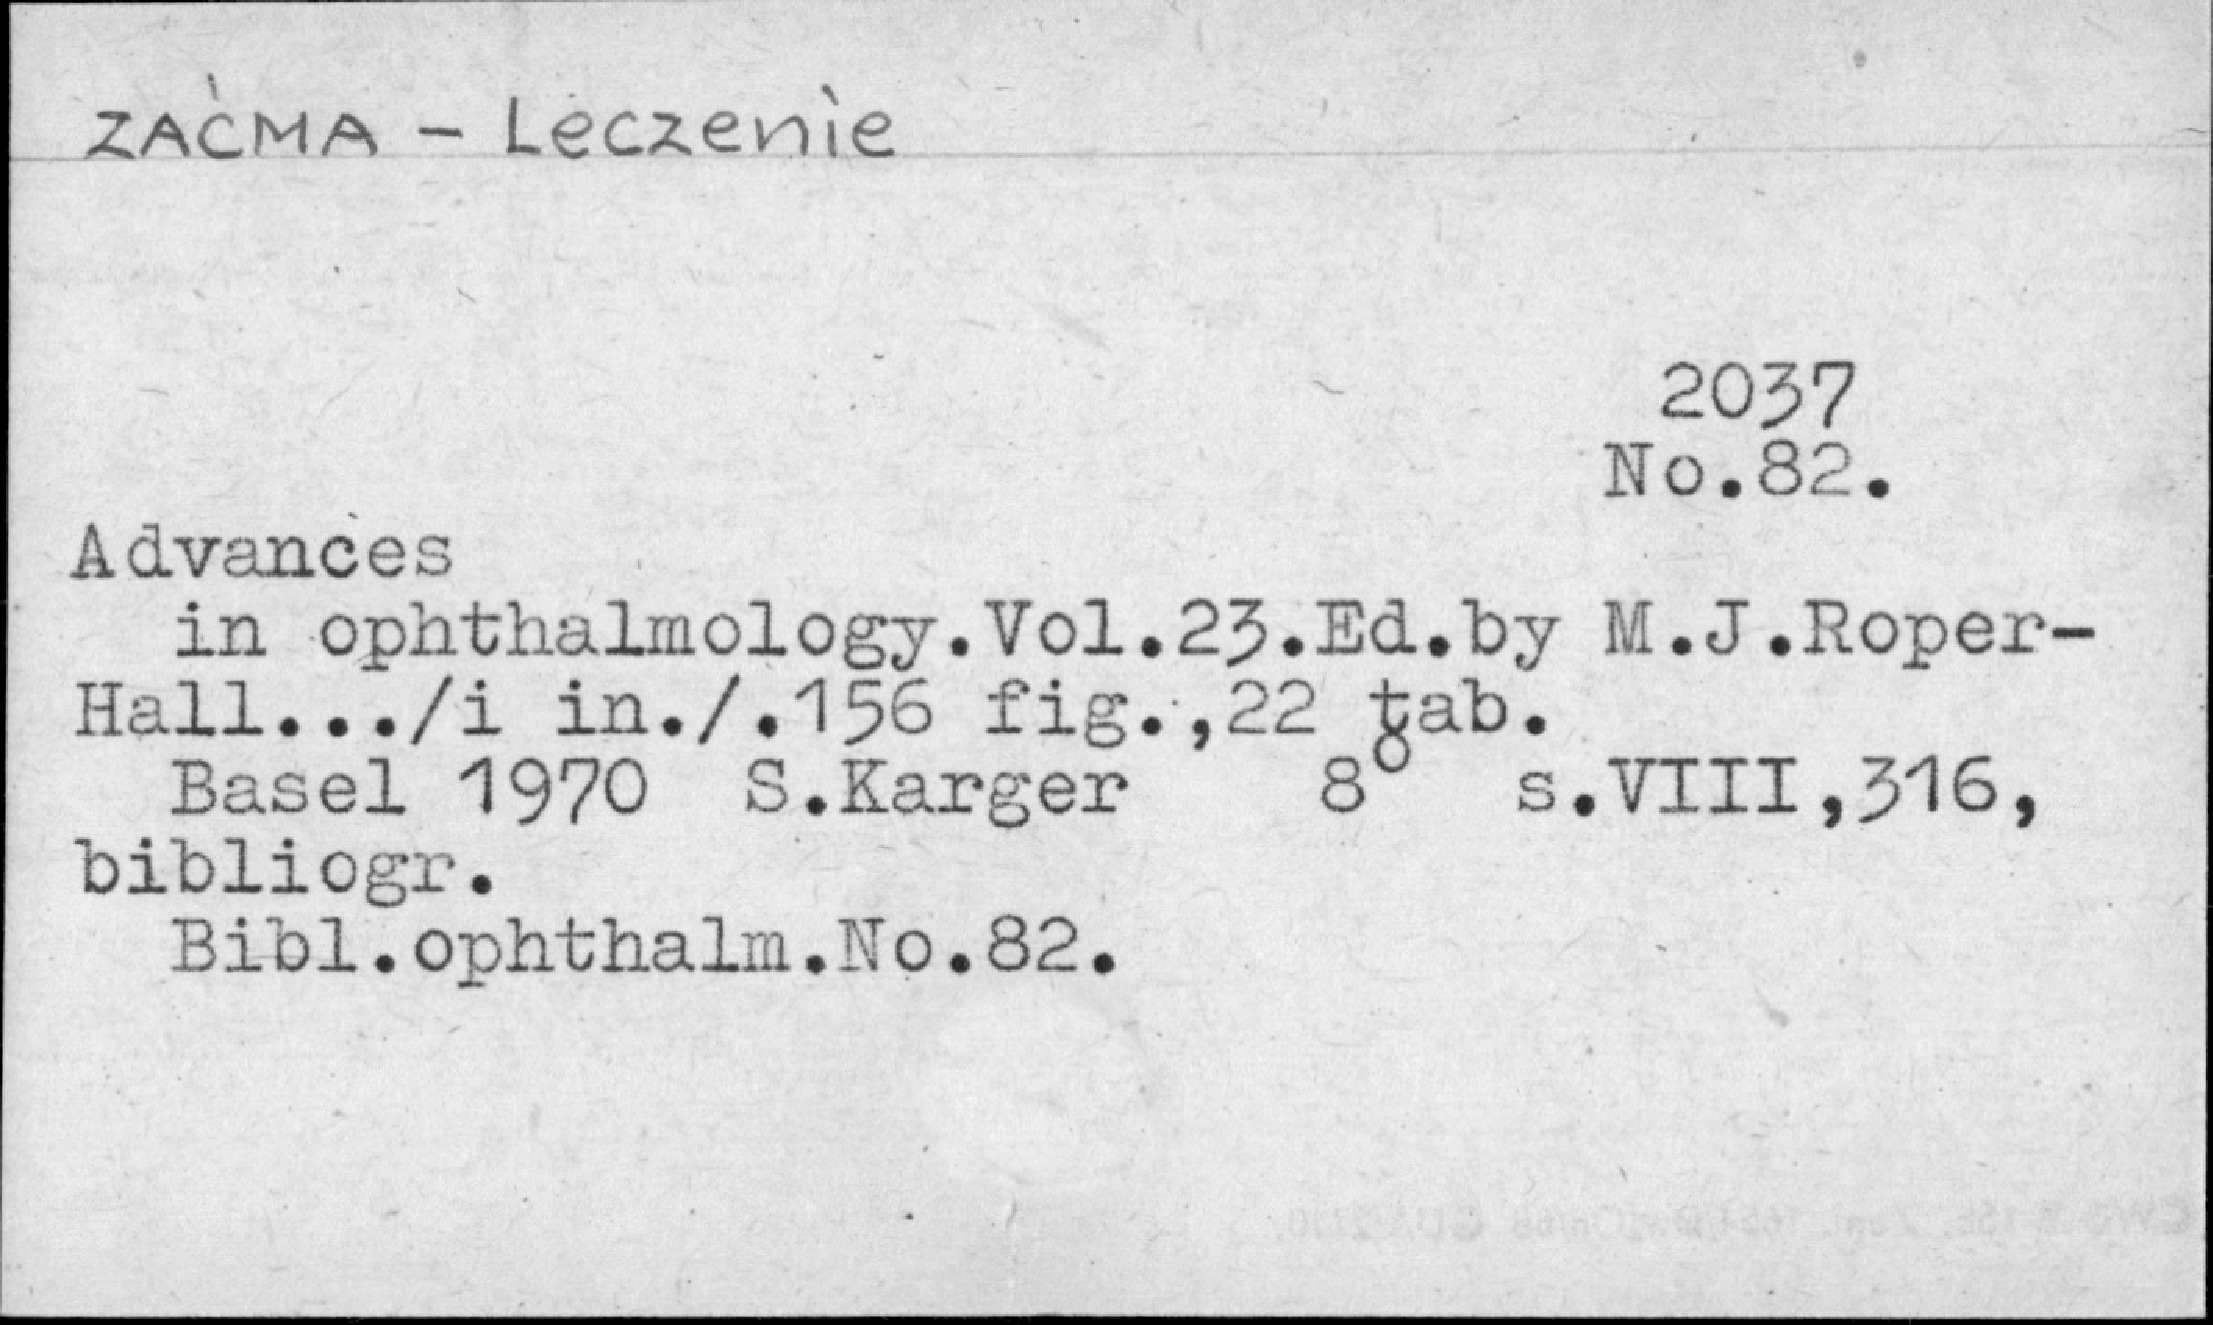 ZAĆMA - Leczenie
2037
No.82.
Advances
in ophthalmology.Vol.23.Ed.by M.J.Roper-
Hall.../i in./.156 fig.,22 tab.
Basel 1970 S.Karger 8° s.VIII,316,
bibliogr.
Bibl.ophthalm.No.82.